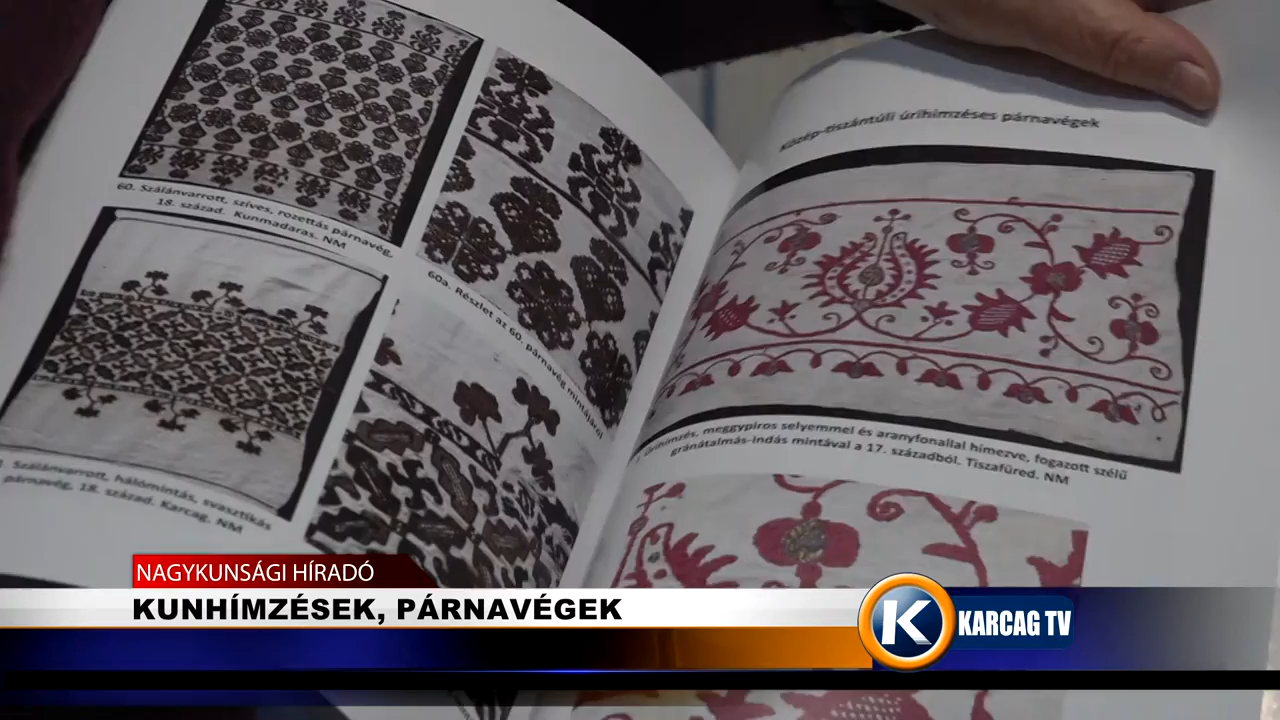 60. Szálánvarrott, szíves, rozettás párnavég,
18. század. Kunmadaras. NM
60a. Részlet az 60. párnavég mintájáról
Szálánvarrott, hálómintás, svasztikás
párnavég, 18. század. Karcag. NM
Közép-tiszántúli úrihímzéses párnavégek
Úrihímzés, meggypiros selyemmel és aranyfonallal hímezve, fogazott szélű
gránátalmás-indás mintával a 17. századból. Tiszafüred. NM
NAGYKUNSÁGI HÍRADÓ
KUNHÍMZÉSEK, PÁRNAVÉGEK
K KARCAG TV